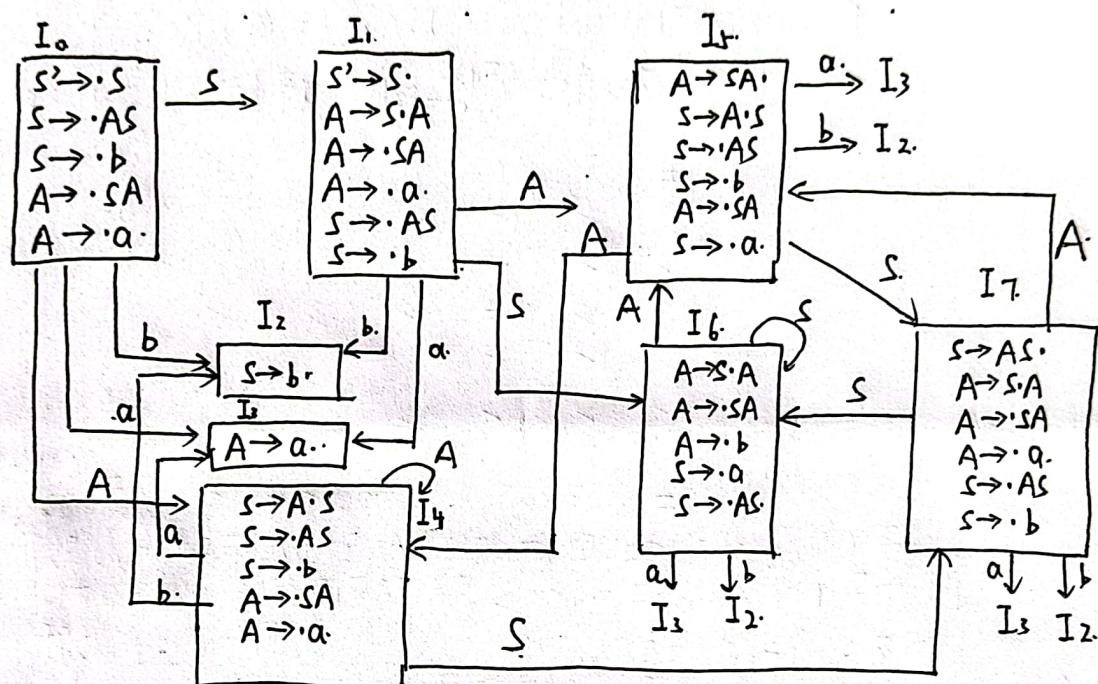 I₀
S'→·S
S→·AS
S→·b
A→·SA
A→·a.
S
b
a
A
I₁.
S'→S·
A→S·A
A→·SA
A→·a.
S→·AS
S→·b
A
S
b.
a.
I₂
S→b·
I₃
A→a·.
I₄
S→A·S
S→·AS
S→·b
A→·SA
A→·a.
A
a
b.
S.
I₅.
A→SA·
S→A·S
S→·AS
S→·b
A→·SA
S→·a.
a. I₃
b I₂.
A
S.
I₆
A→S·A
A→·SA
A→·b
S→·a
S→·AS.
A
S
a b
I₃ I₂.
I₇.
S→AS·
A→S·A
A→·SA
A→·a.
S→·AS
S→·b
A.
S
a b
I₃ I₂.